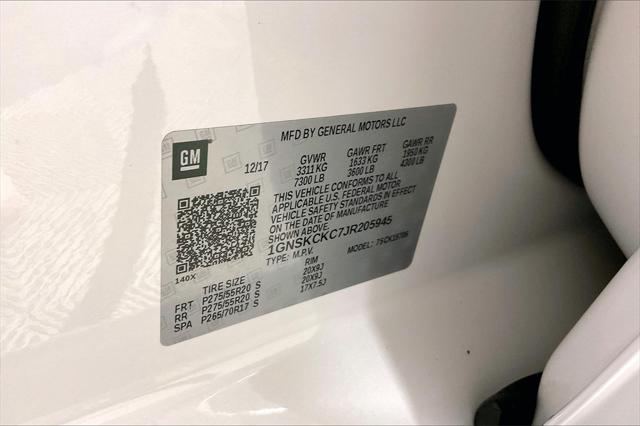 MFD BY GENERAL MOTORS LLC
GM
12/17 GVWR GAWR FRT GAWR RR
3311 KG 1633 KG 1950 KG
7300 LB 3600 LB 4300 LB
THIS VEHICLE CONFORMS TO ALL
APPLICABLE U.S. FEDERAL MOTOR
VEHICLE SAFETY STANDARDS IN EFFECT
ON THE DATE OF MANUFACTURE
SHOWN ABOVE.
1GNSKCKC7JR205945
TYPE: M.P.V. MODEL:
140X
TIRE SIZE RIM
FRT P275/55R20 S 20X9J
RR P275/55R20 S 20X9J
SPA P265/70R17 S 17X7.5J